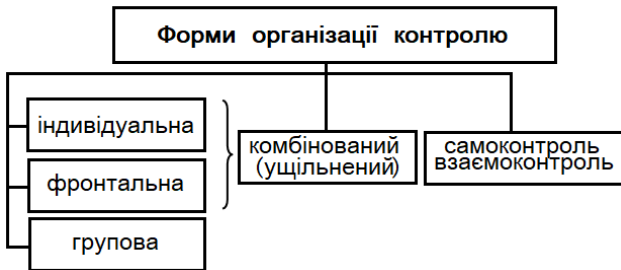 Форми організації контролю
індивідуальна
фронтальна
групова
комбінований
(ущільнений)
самоконтроль
взаємоконтроль